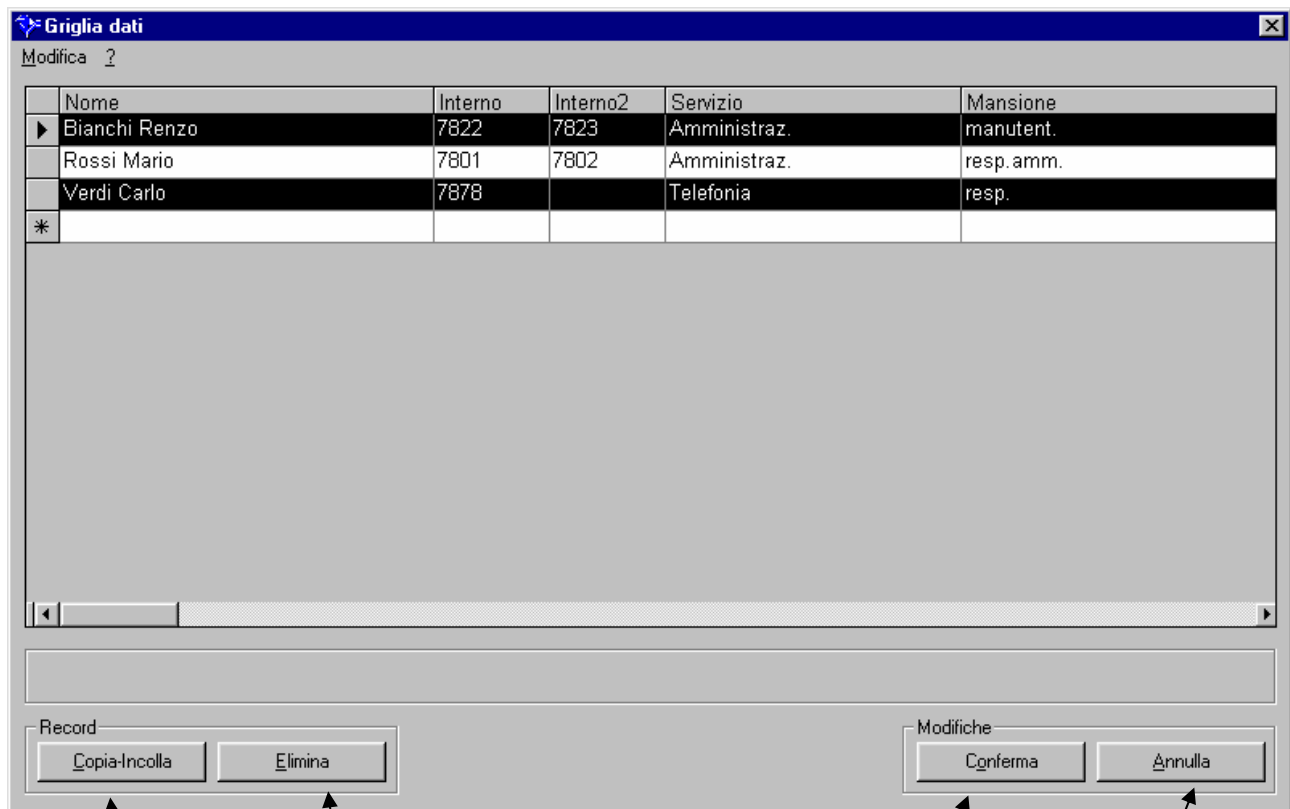 Griglia dati
Modifica ?
Nome Interno Interno2 Servizio Mansione
Bianchi Renzo 7822 7823 Amministraz. manutent.
Rossi Mario 7801 7802 Amministraz. resp.amm.
Verdi Carlo 7878 Telefonia resp.
Record Modifiche
Copia-Incolla Elimina Conferma Annulla